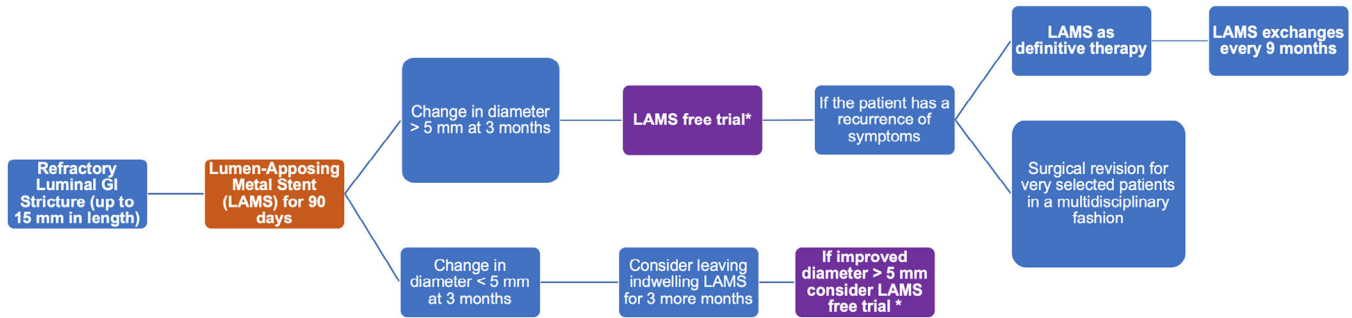 Refractory
Luminal GI
Stricture (up to
15 mm in length)
Lumen-Apposing
Metal Stent
(LAMS) for 90
days
Change in diameter
> 5 mm at 3 months
LAMS free trial*
If the patient has a
recurrence of
symptoms
LAMS as
definitive therapy
LAMS exchanges
every 9 months
Surgical revision for
very selected patients
in a multidisciplinary
fashion
Change in
diameter < 5 mm
at 3 months
Consider leaving
indwelling LAMS
for 3 more months
If improved
diameter > 5 mm
consider LAMS
free trial *